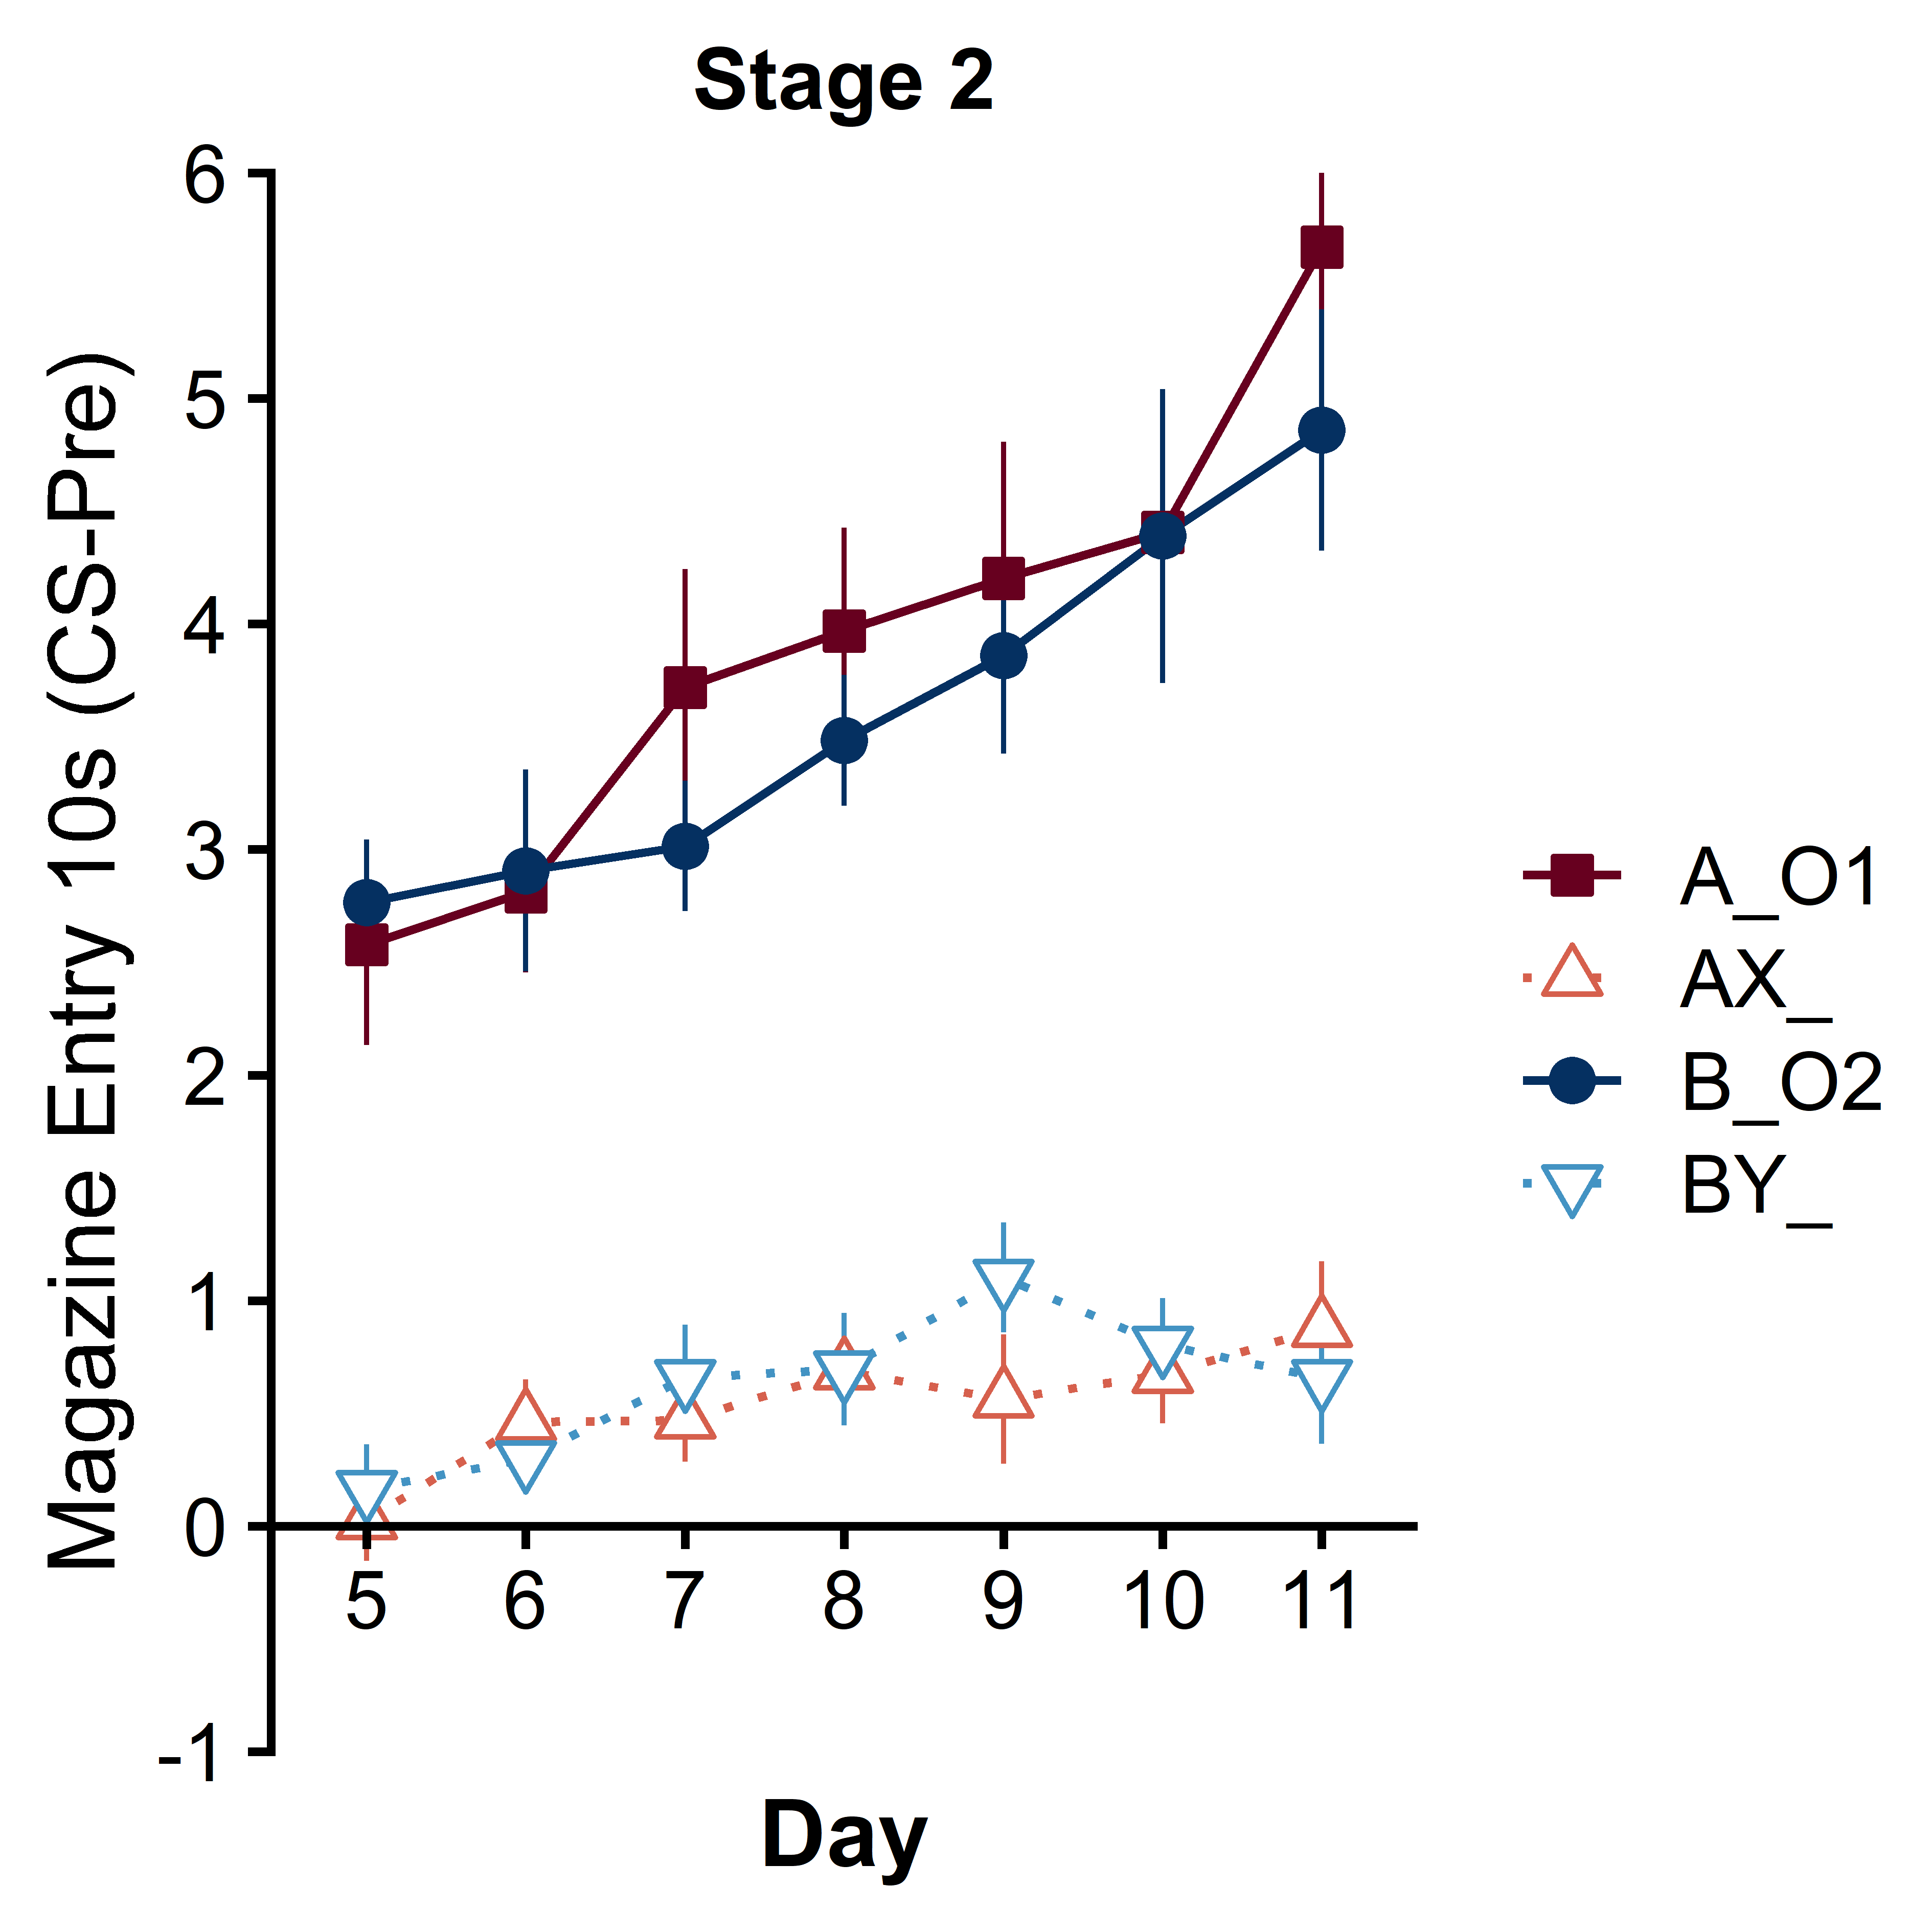 Stage 2
Magazine Entry 10s (CS-Pre)
6
5
4
3
2
1
0
-1
5 6 7 8 9 10 11
Day
A_O1
AX_
B_O2
BY_